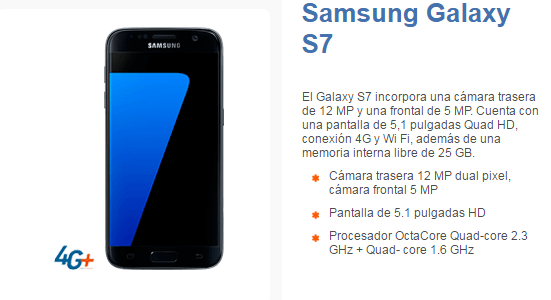 Samsung Galaxy
S7
SAMSUNG
El Galaxy S7 incorpora una cámara trasera
de 12 MP y una frontal de 5 MP. Cuenta con
una pantalla de 5,1 pulgadas Quad HD,
conexión 4G y Wi Fi, además de una
memoria interna libre de 25 GB.
Cámara trasera 12 MP dual pixel,
cámara frontal 5 MP
Pantalla de 5.1 pulgadas HD
Procesador OctaCore Quad-core 2.3
GHz + Quad- core 1.6 GHz
4G+